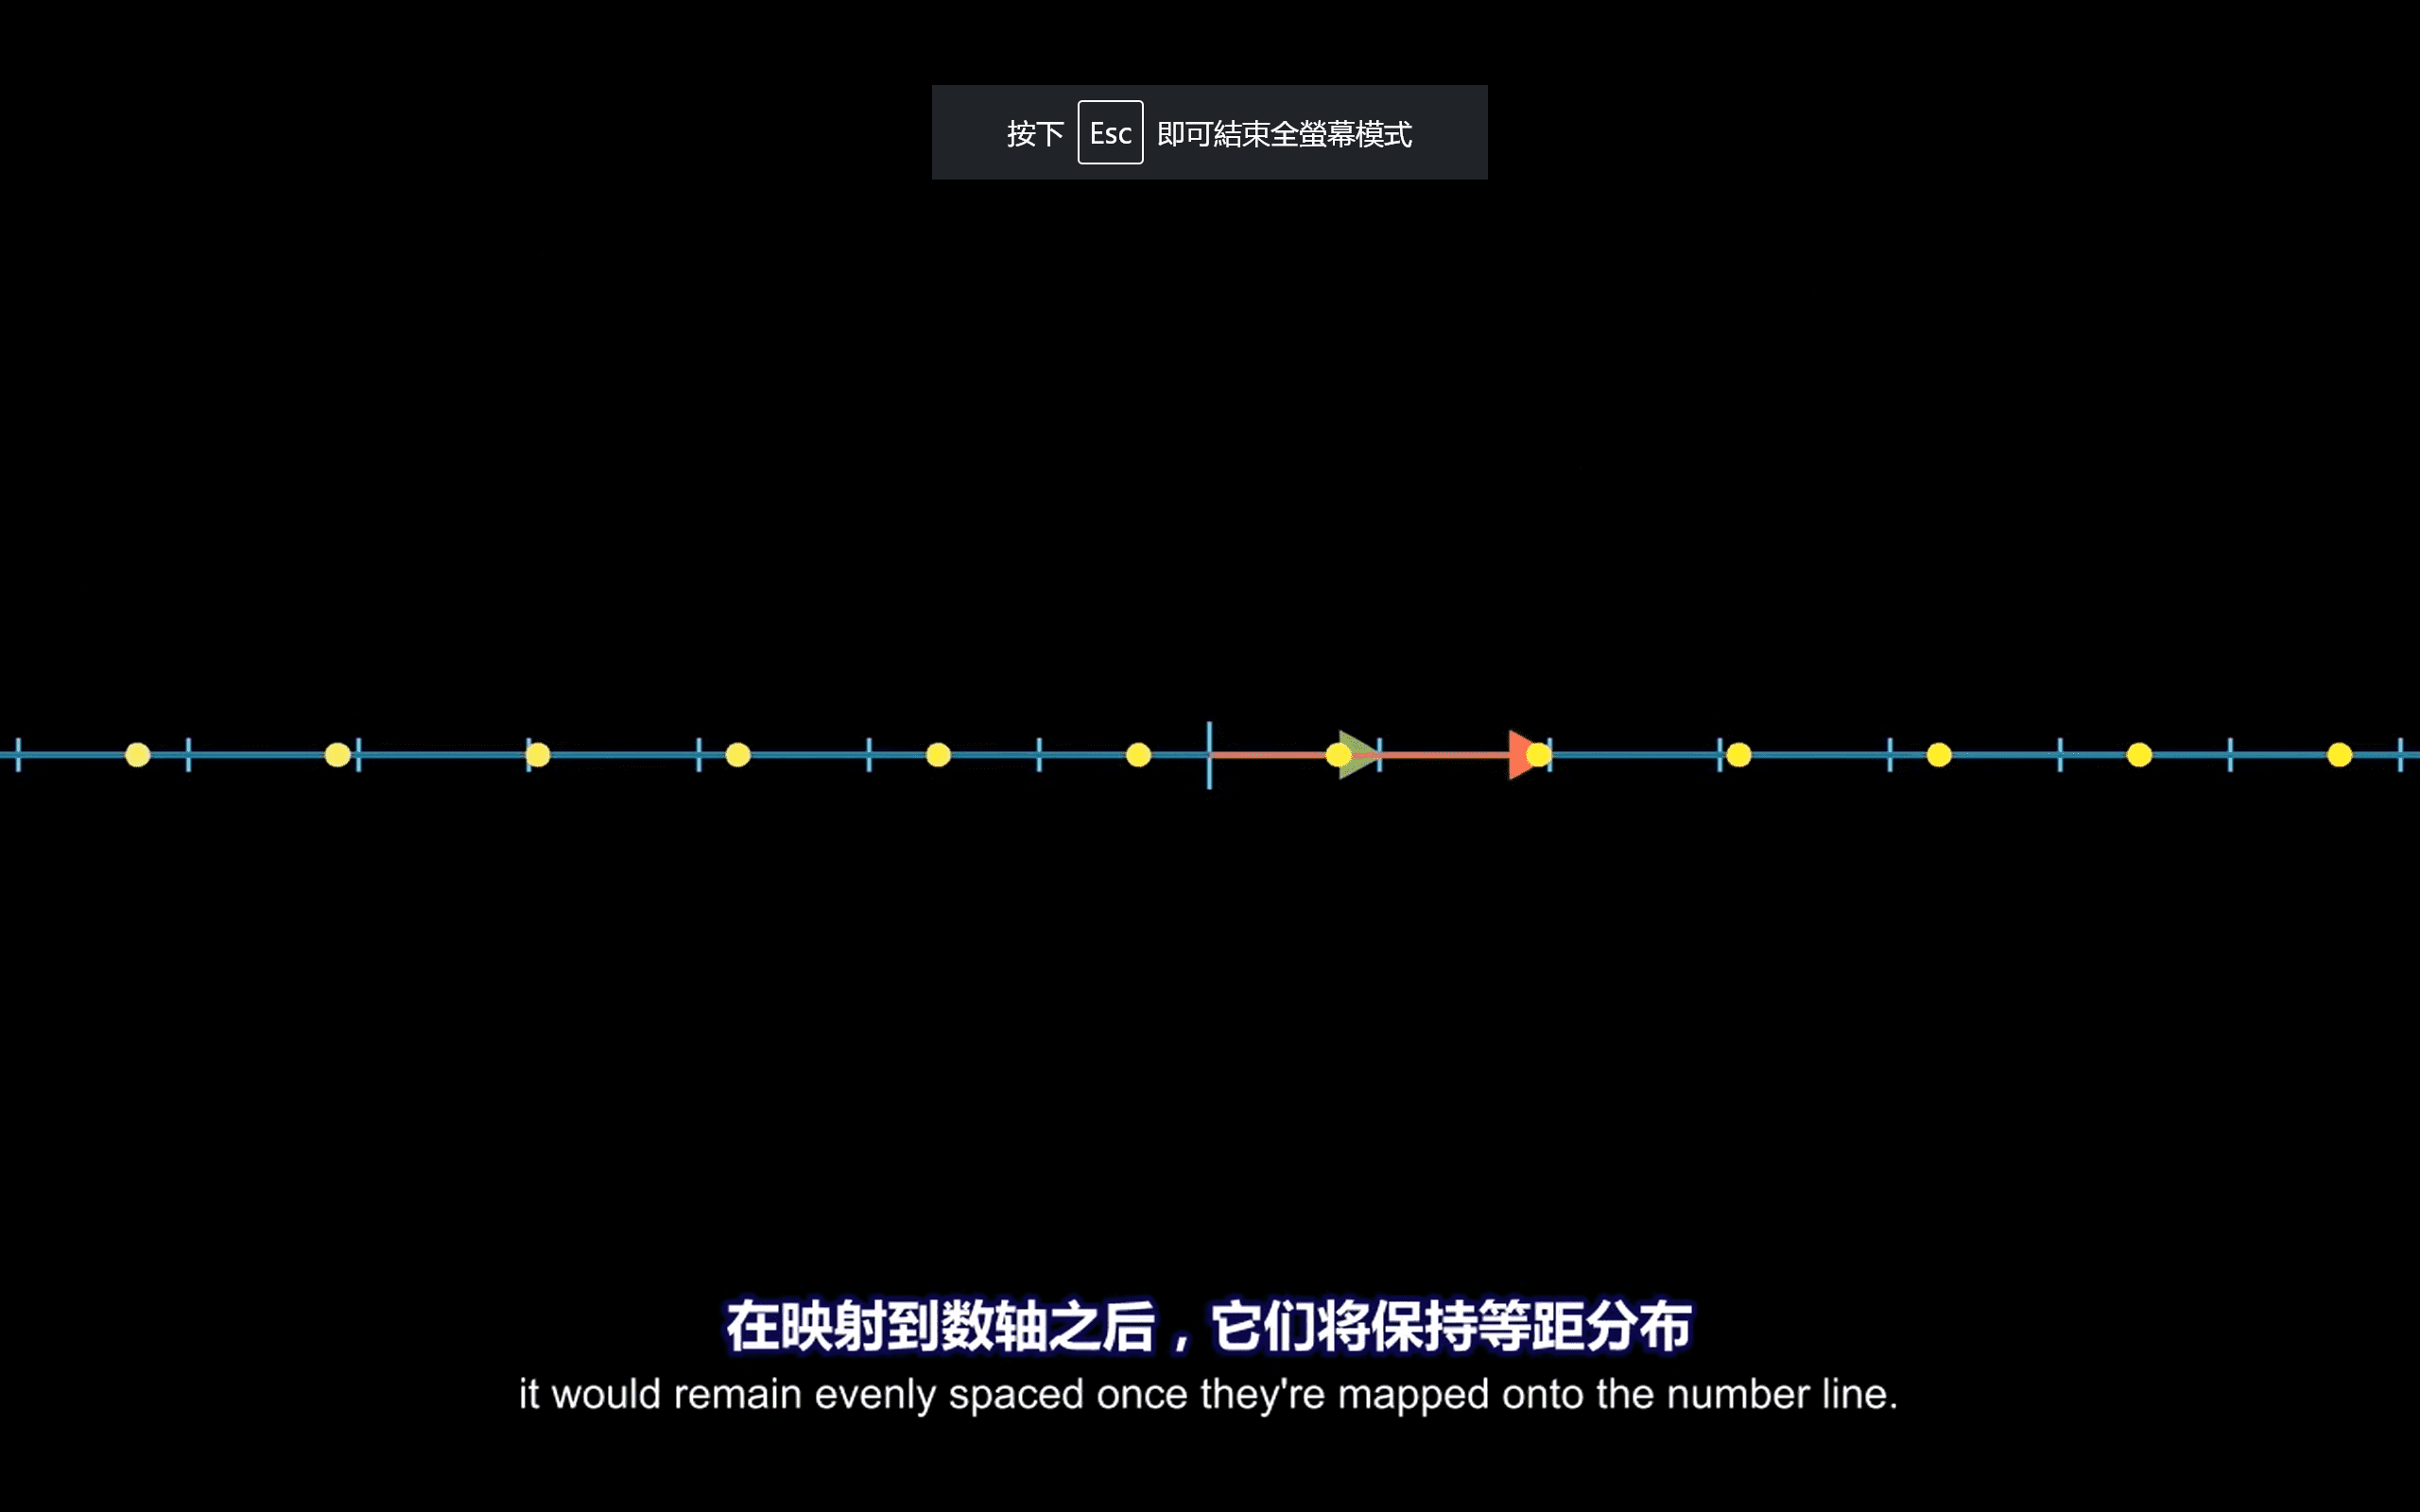 按下 Esc 即可結束全螢幕模式
在映射到数轴之后，它们将保持等距分布
it would remain evenly spaced once they're mapped onto the number line.